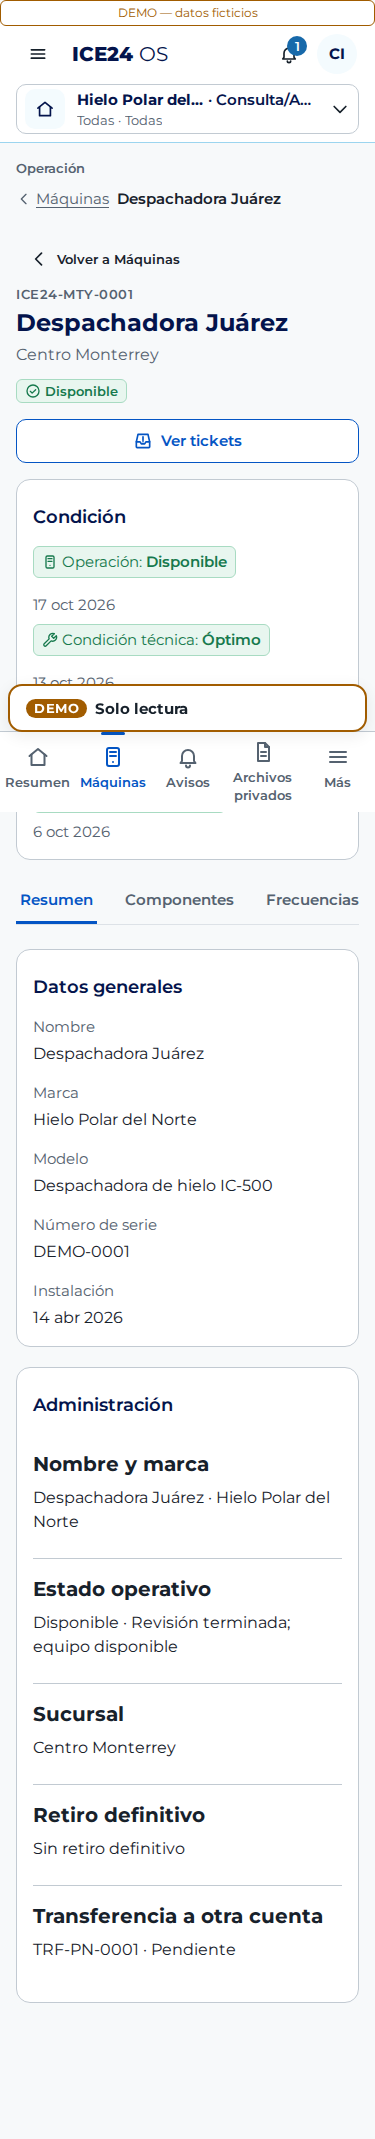 DEMO — datos ficticios
ICE24 OS
1
CI
Hielo Polar del... · Consulta/A...
Todas · Todas
Operación
Máquinas Despachadora Juárez
Volver a Máquinas
ICE24-MTY-0001
Despachadora Juárez
Centro Monterrey
Disponible
Ver tickets
Condición
Operación: Disponible
17 oct 2026
Condición técnica: Óptimo
13 oct 2026
DEMO Solo lectura
Resumen
Máquinas
Avisos
Archivos privados
Más
6 oct 2026
Resumen Componentes Frecuencias
Datos generales
Nombre
Despachadora Juárez
Marca
Hielo Polar del Norte
Modelo
Despachadora de hielo IC-500
Número de serie
DEMO-0001
Instalación
14 abr 2026
Administración
Nombre y marca
Despachadora Juárez · Hielo Polar del
Norte
Estado operativo
Disponible · Revisión terminada;
equipo disponible
Sucursal
Centro Monterrey
Retiro definitivo
Sin retiro definitivo
Transferencia a otra cuenta
TRF-PN-0001 · Pendiente